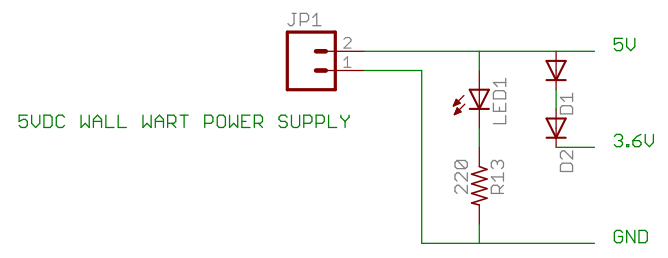 JP1
2
5V
1
LED1
D1
5VDC WALL WART POWER SUPPLY
3.6V
D2
220
R13
GND